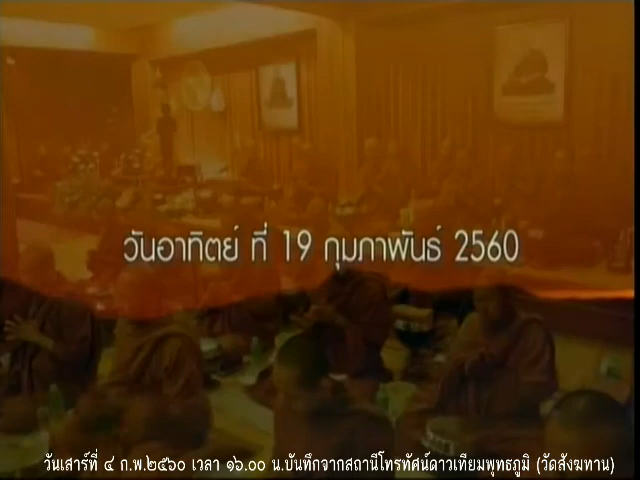 วันอาทิตย์ ที่ 19 กุมภาพันธ์ 2560
วันเสาร์ที่ ๔ ก.พ.๒๕๖๐ เวลา ๑๖.๐๐ น.บันทึกจากสถานีโทรทัศน์ดาวเทียมพุทธภูมิ (วัดสังฆทาน)